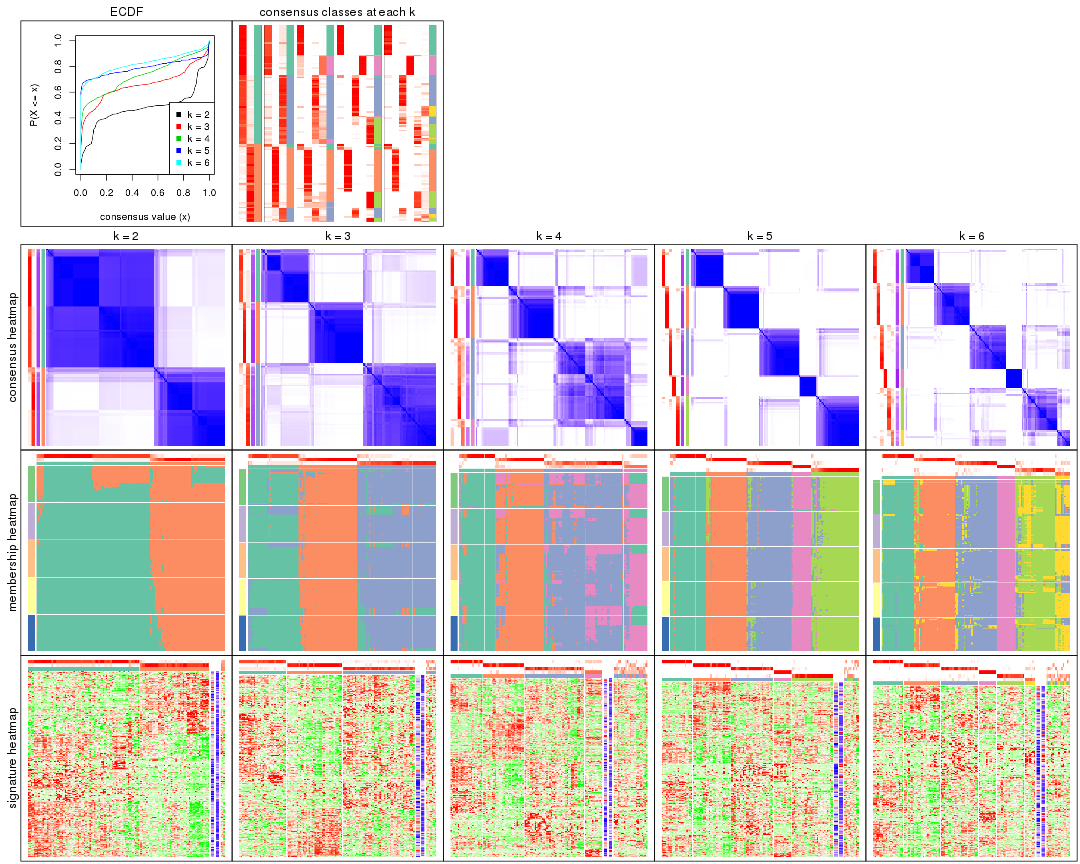 ECDF
consensus classes at each k
P(X <= x)
0.0 0.2 0.4 0.6 0.8 1.0
k = 2
k = 3
k = 4
k = 5
k = 6
0.0 0.2 0.4 0.6 0.8 1.0
consensus value (x)
k = 2 k = 3 k = 4 k = 5 k = 6
consensus heatmap
membership heatmap
signature heatmap